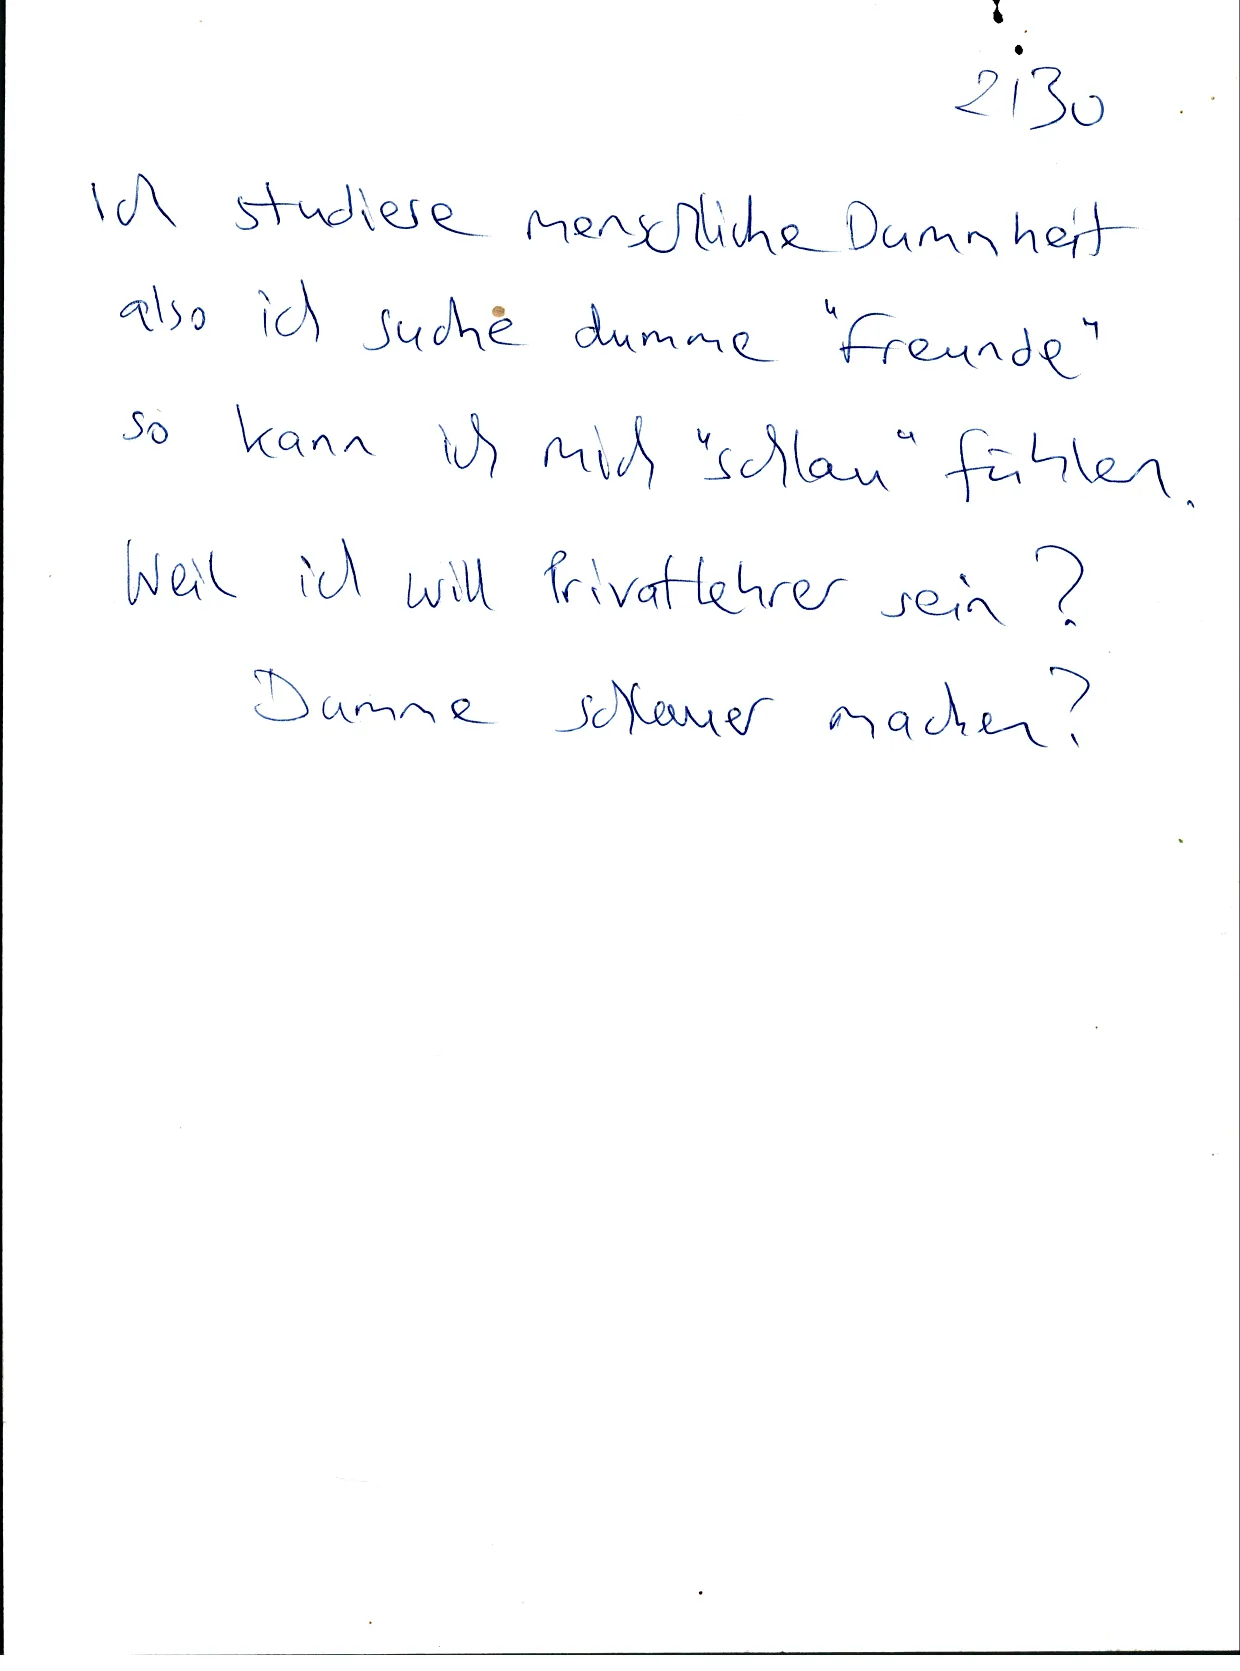 2130
Ich studiere menschliche Dummheit
also ich suche dumme "Freunde"
so kann ich mich "schlau" fühlen.
Weil ich will Privatlehrer sein?
Dumme schlauer machen?